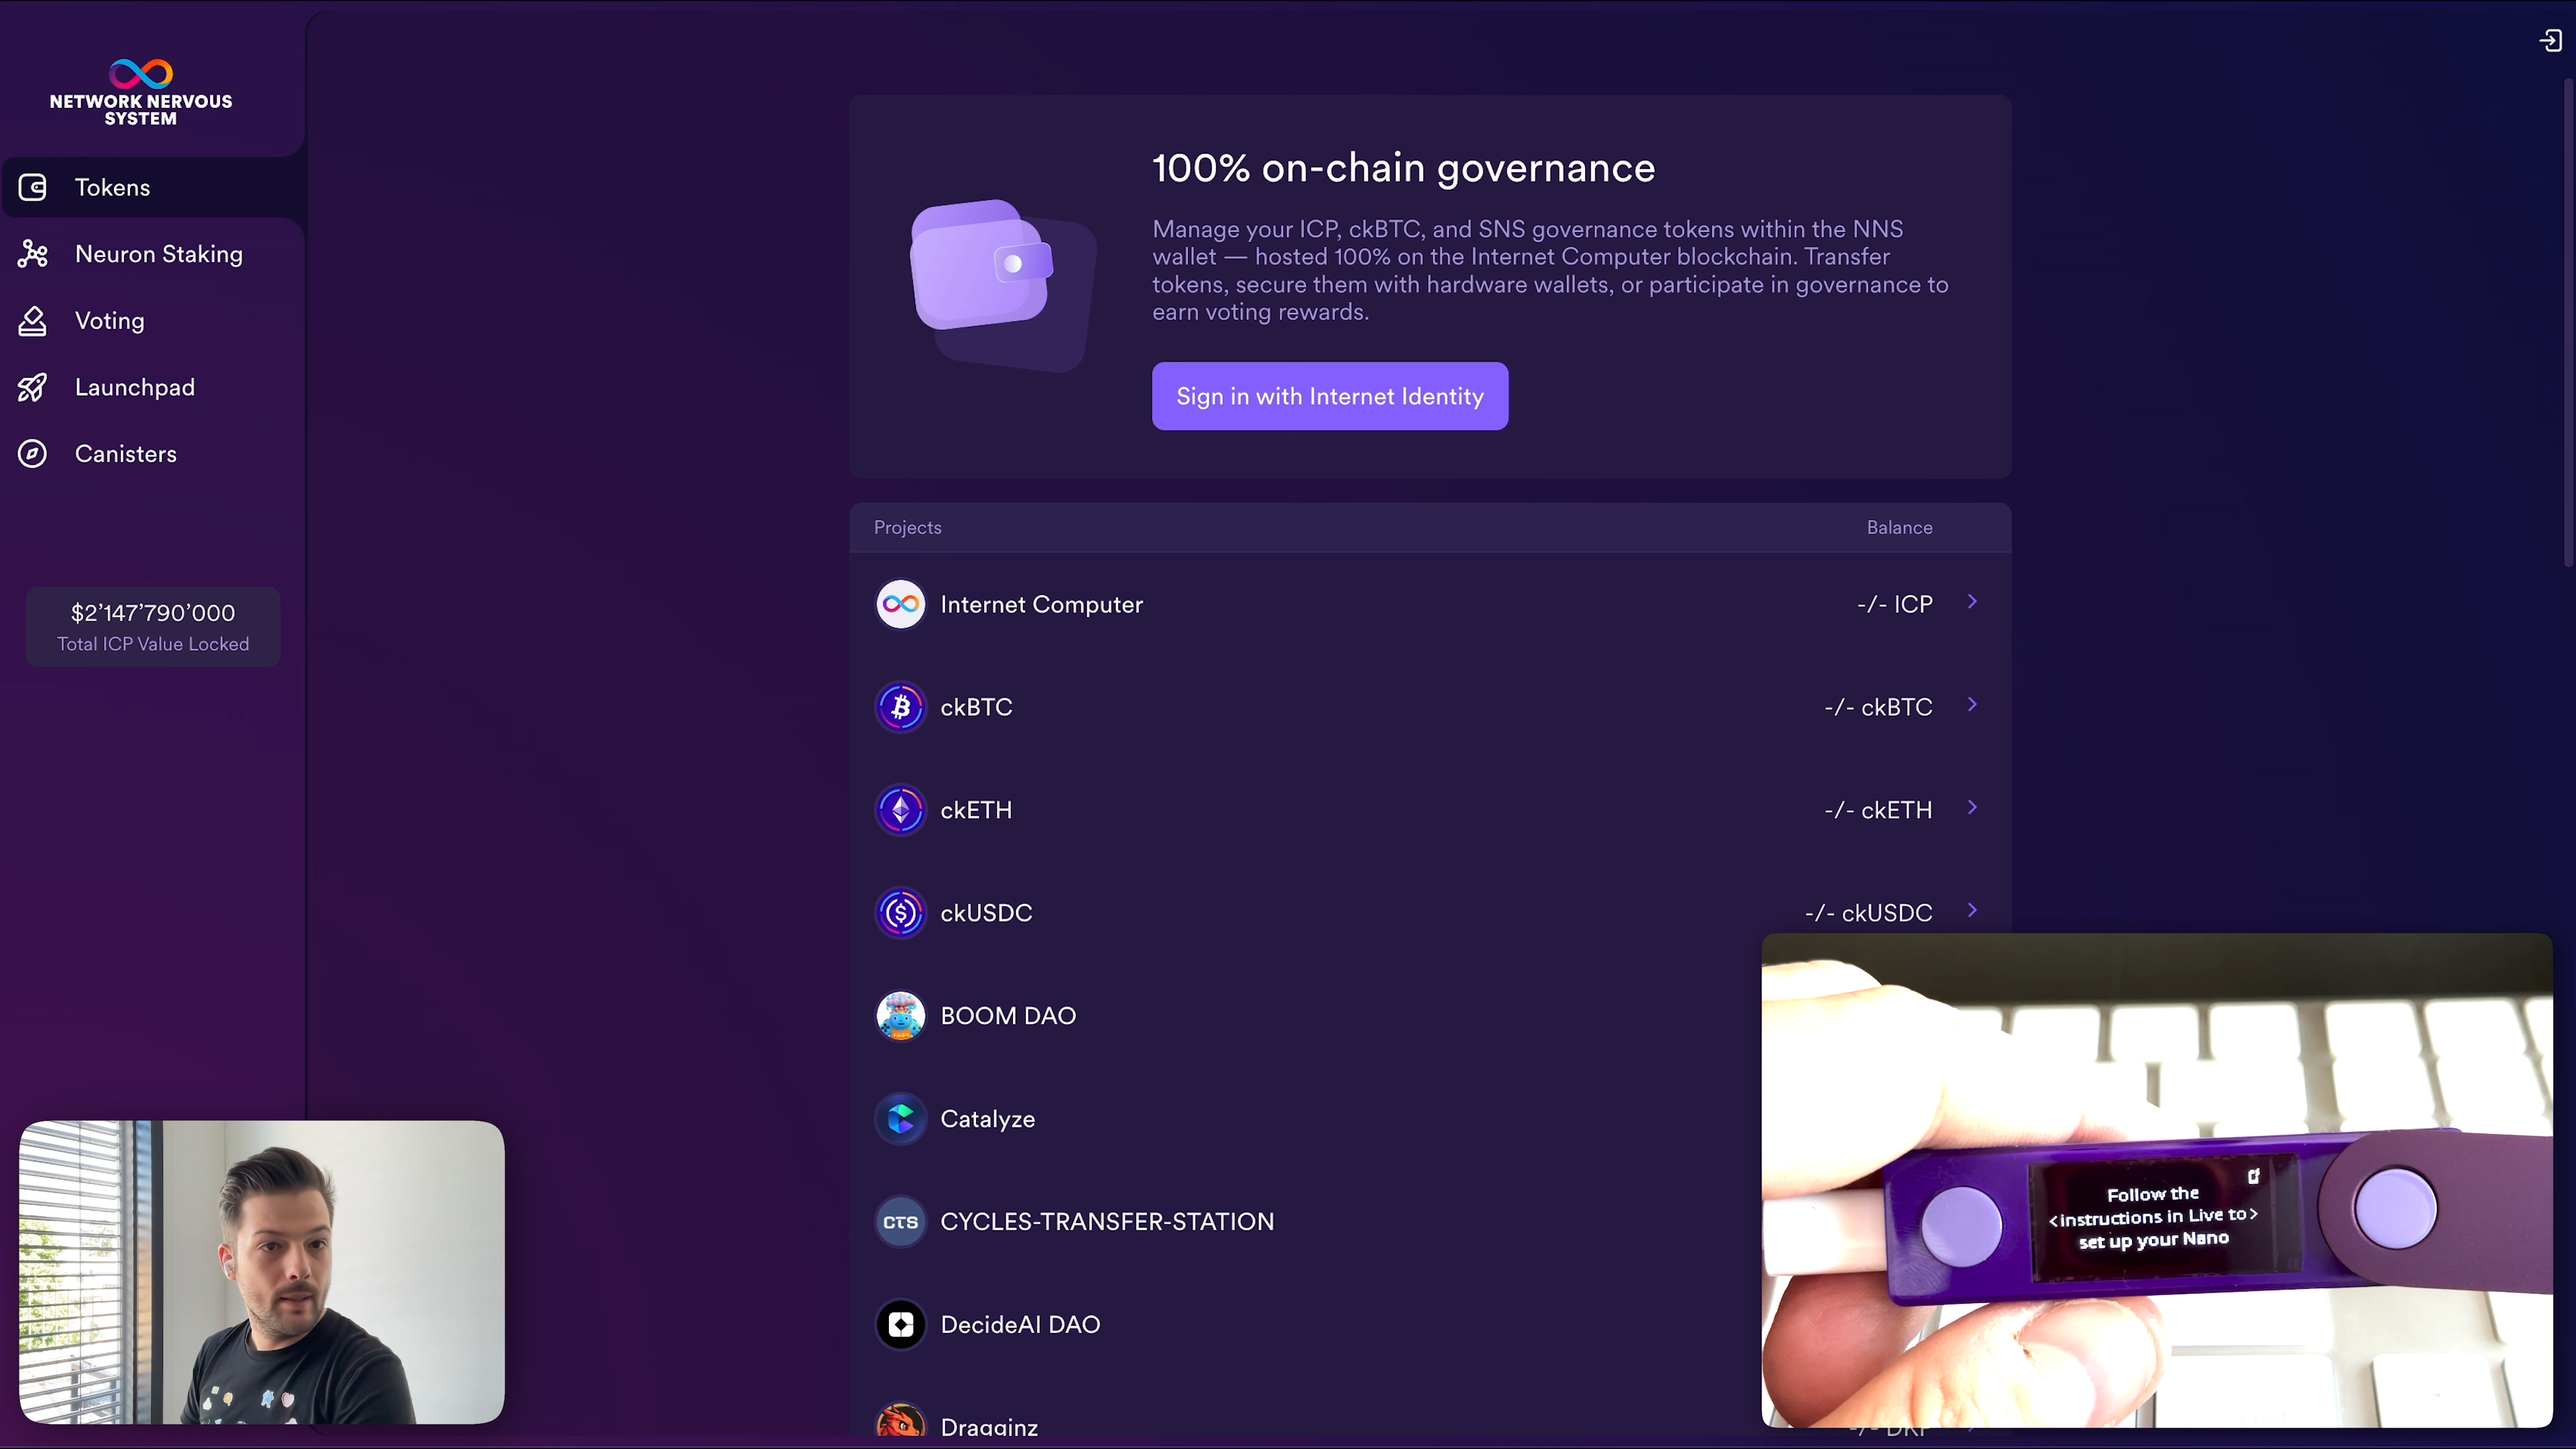 NETWORK NERVOUS
SYSTEM
Tokens
Neuron Staking
Voting
Launchpad
Canisters
$2’147’790’000
Total ICP Value Locked
100% on-chain governance
Manage your ICP, ckBTC, and SNS governance tokens within the NNS
wallet — hosted 100% on the Internet Computer blockchain. Transfer
tokens, secure them with hardware wallets, or participate in governance to
earn voting rewards.
Sign in with Internet Identity
Projects Balance
Internet Computer -/- ICP
ckBTC -/- ckBTC
ckETH -/- ckETH
ckUSDC -/- ckUSDC
BOOM DAO
Catalyze
CTS CYCLES-TRANSFER-STATION
DecideAI DAO
Dragginz -/- DKP
Follow the
<instructions in Live to>
set up your Nano